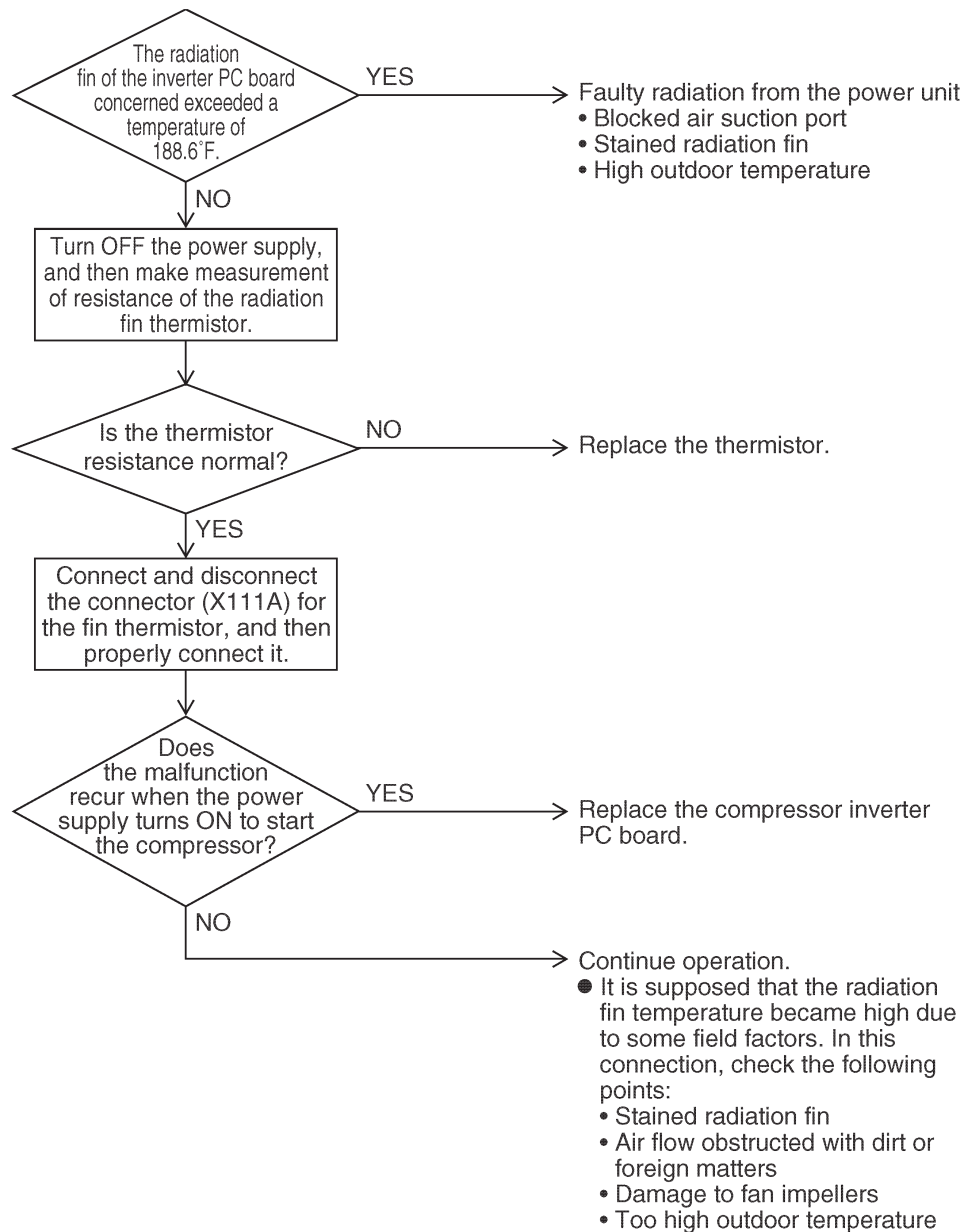 The radiation
fin of the inverter PC board
concerned exceeded a
temperature of
188.6°F.
YES
Faulty radiation from the power unit
• Blocked air suction port
• Stained radiation fin
• High outdoor temperature
NO
Turn OFF the power supply,
and then make measurement
of resistance of the radiation
fin thermistor.
Is the thermistor
resistance normal?
NO
Replace the thermistor.
YES
Connect and disconnect
the connector (X111A) for
the fin thermistor, and then
properly connect it.
Does
the malfunction
recur when the power
supply turns ON to start
the compressor?
YES
Replace the compressor inverter
PC board.
NO
Continue operation.
● It is supposed that the radiation
fin temperature became high due
to some field factors. In this
connection, check the following
points:
• Stained radiation fin
• Air flow obstructed with dirt or
foreign matters
• Damage to fan impellers
• Too high outdoor temperature